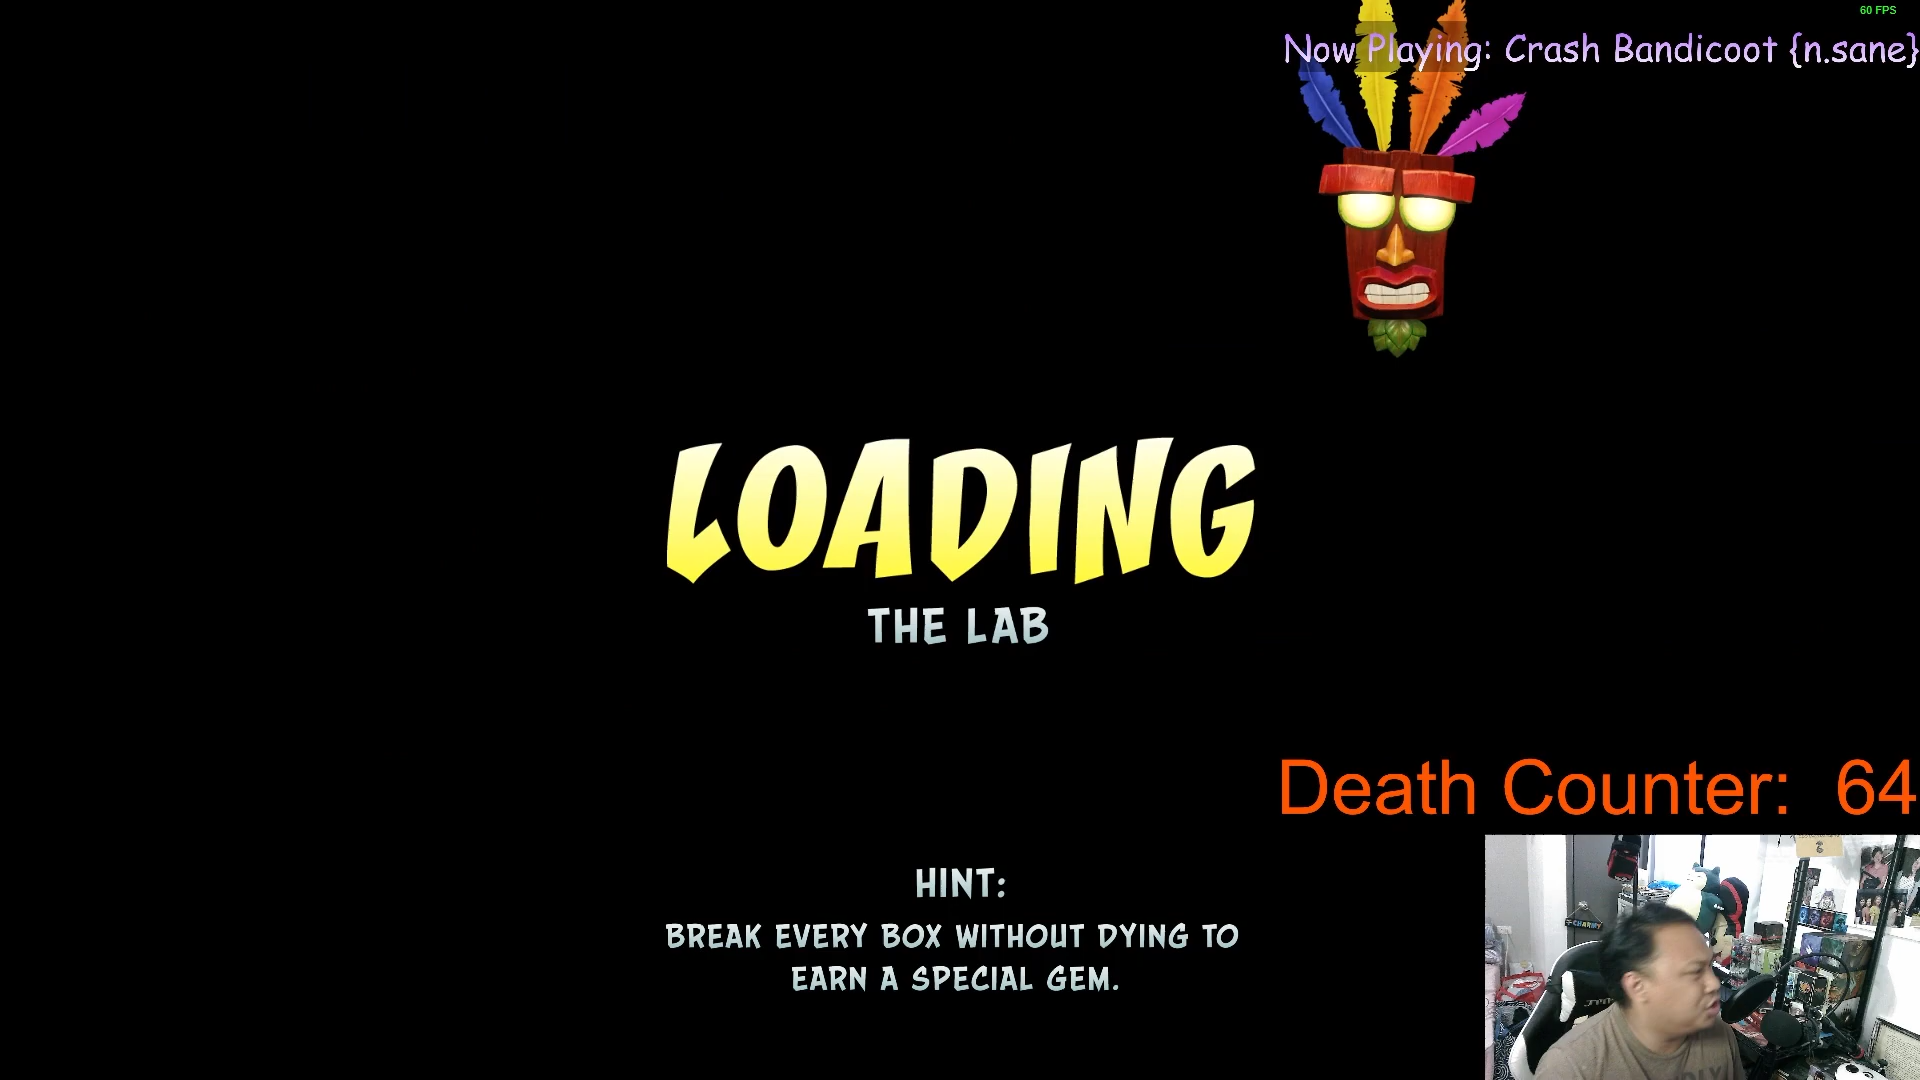 60 FPS
Now Playing: Crash Bandicoot {n.sane}
LOADING
THE LAB
Death Counter: 64
HINT:
BREAK EVERY BOX WITHOUT DYING TO
EARN A SPECIAL GEM.